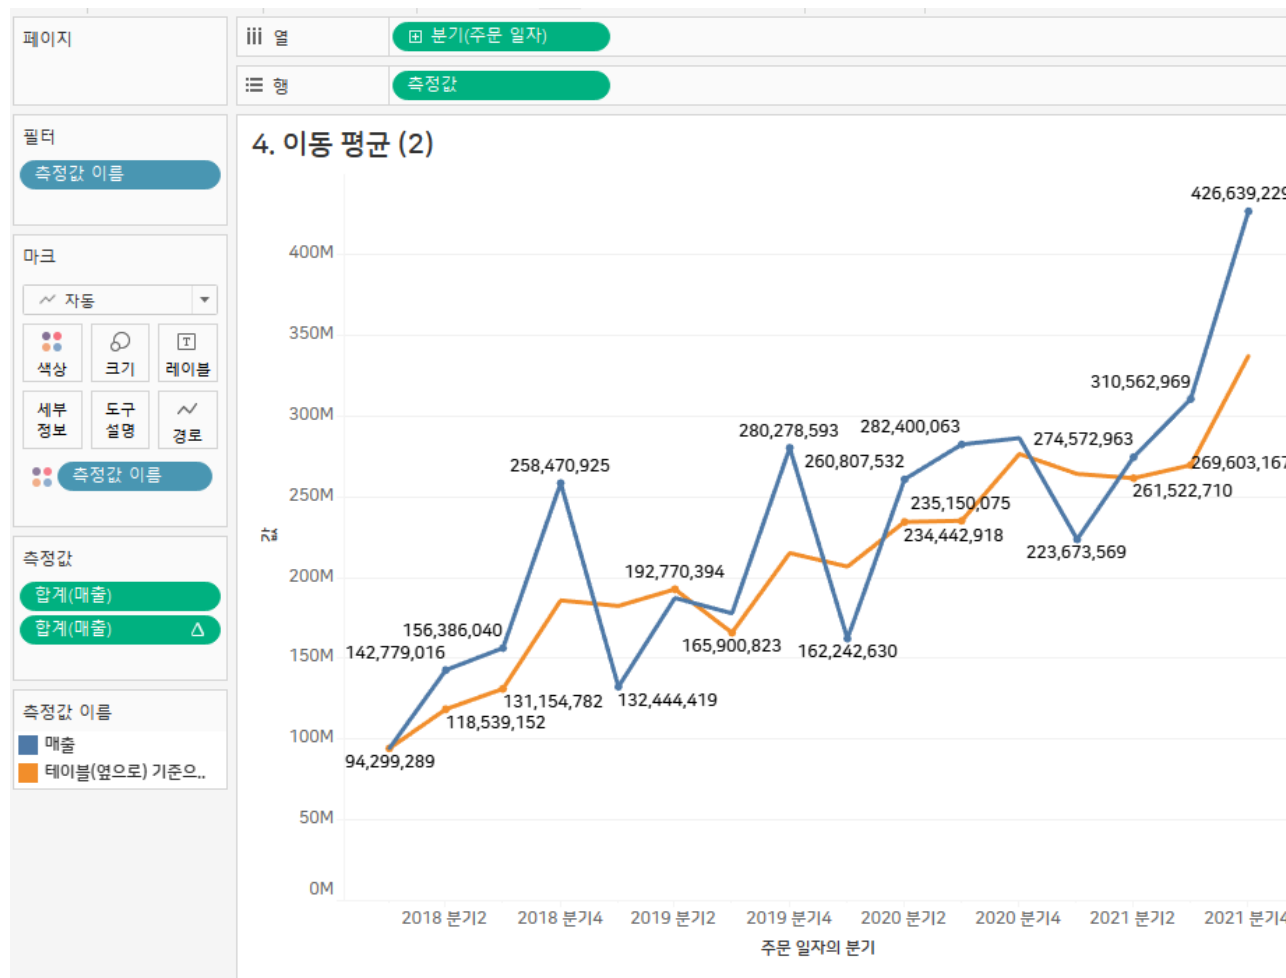 페이지
열
분기(주문 일자)
행
측정값
필터
측정값 이름
4. 이동 평균 (2)
마크
자동
색상
크기
레이블
세부
정보
도구
설명
경로
측정값 이름
측정값
합계(매출)
합계(매출)
측정값 이름
매출
테이블(옆으로) 기준으..
값
400M
350M
300M
250M
200M
150M
100M
50M
0M
426,639,229
310,562,969
280,278,593
282,400,063
274,572,963
258,470,925
260,807,532
269,603,167
261,522,710
235,150,075
234,442,918
223,673,569
192,770,394
156,386,040
142,779,016
165,900,823
162,242,630
131,154,782
132,444,419
118,539,152
94,299,289
2018 분기2
2018 분기4
2019 분기2
2019 분기4
2020 분기2
2020 분기4
2021 분기2
2021 분기4
주문 일자의 분기